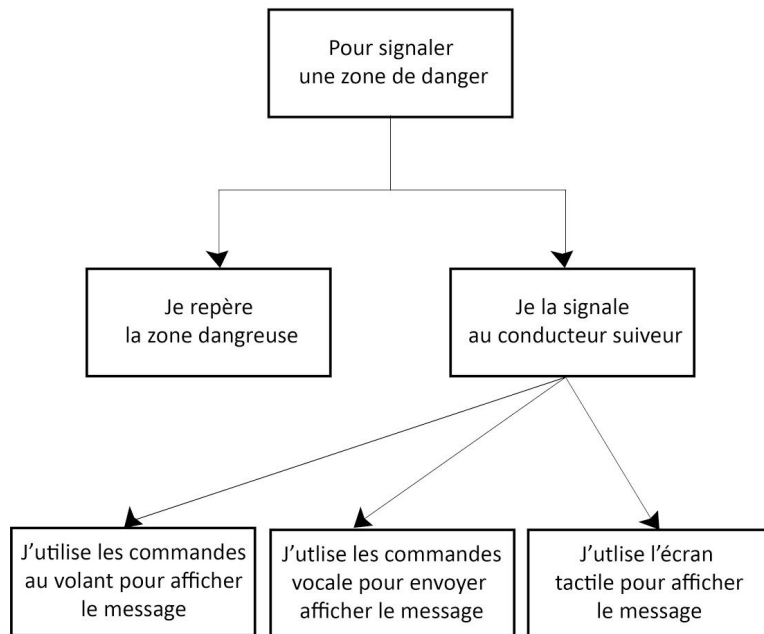 Pour signaler
une zone de danger
Je repère
la zone dangreuse
Je la signale
au conducteur suiveur
J’utilise les commandes
au volant pour afficher
le message
J’utlise les commandes
vocale pour envoyer
afficher le message
J’utlise l’écran
tactile pour afficher
le message